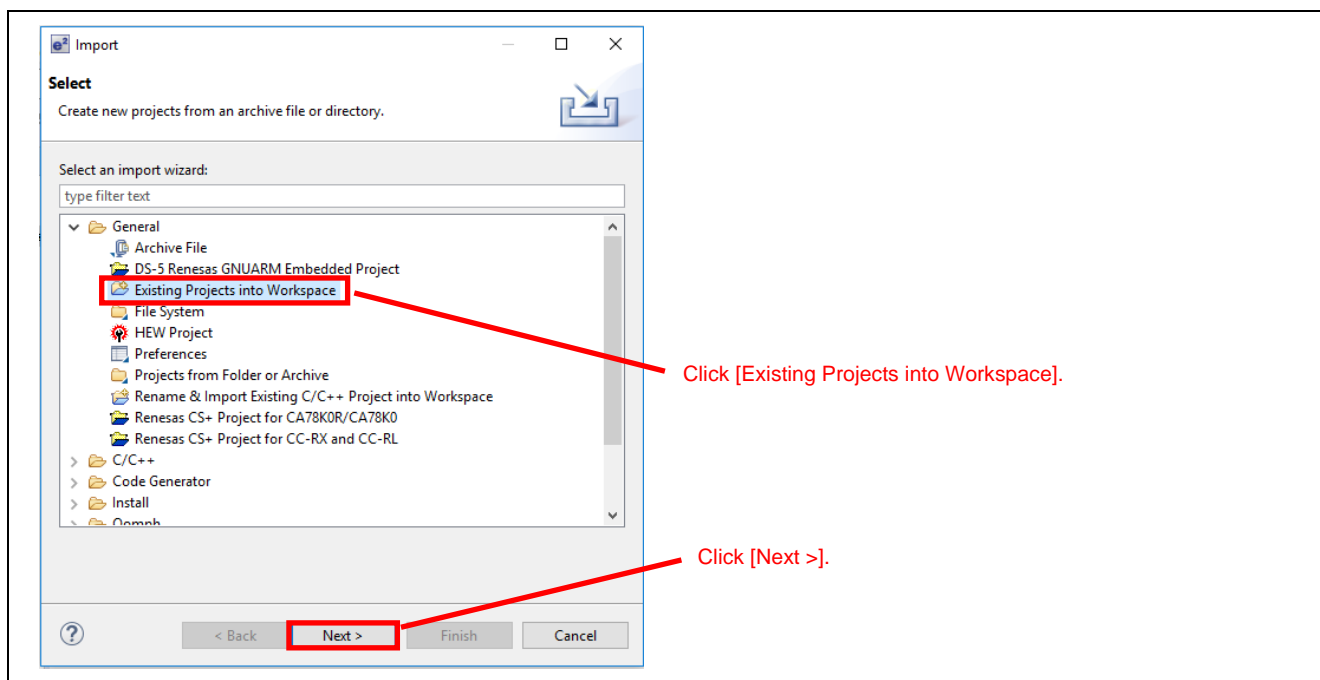 e² Import
Select
Create new projects from an archive file or directory.
Select an import wizard:
type filter text
General
Archive File
DS-5 Renesas GNUARM Embedded Project
Existing Projects into Workspace
File System
HEW Project
Preferences
Projects from Folder or Archive
Rename & Import Existing C/C++ Project into Workspace
Renesas CS+ Project for CA78K0R/CA78K0
Renesas CS+ Project for CC-RX and CC-RL
C/C++
Code Generator
Install
Oomph
Click [Existing Projects into Workspace].
Click [Next >].
? < Back Next > Finish Cancel